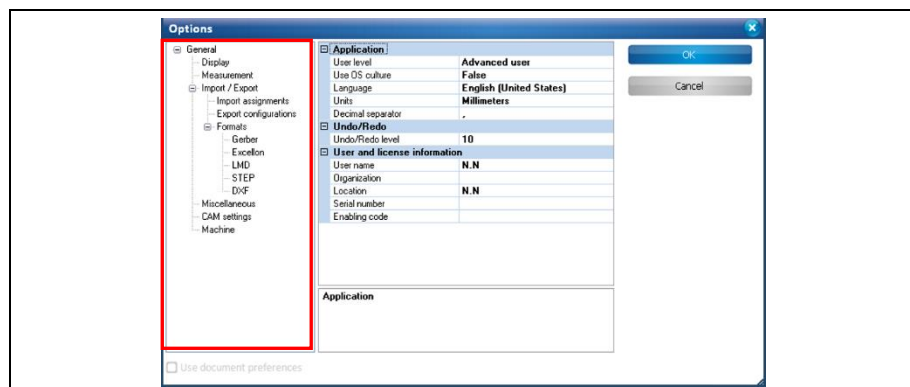 Options
General
Display
Measurement
Import / Export
Import assignments
Export configurations
Formats
Gerber
Excellon
LMD
STEP
DXF
Miscellaneous
CAM settings
Machine
Application
User level Advanced user
Use OS culture False
Language English (United States)
Units Millimeters
Decimal separator ,
Undo/Redo
Undo/Redo level 10
User and license information
User name N.N
Organization
Location N.N
Serial number
Enabling code
Application
OK
Cancel
Use document preferences